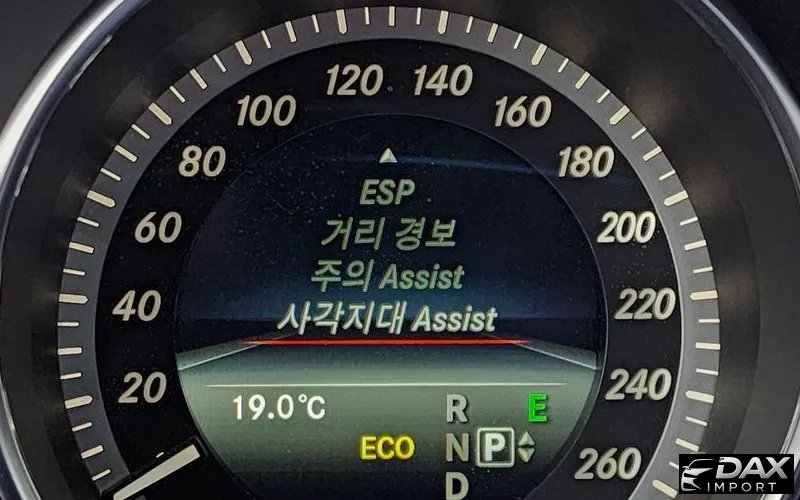 120 140
100 160
80 180
60 200
40 220
20 240
260
ESP
거리 경보
주의 Assist
사각지대 Assist
19.0°C
R E
ECO N P
D
DAX
IMPORT